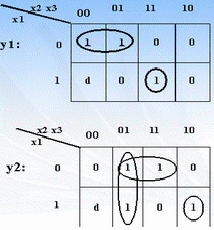 x2 x3
x1
00 01 11 10
y1: 0 1 1 0 0
1 d 0 1 0
x2 x3
x1
00 01 11 10
y2: 0 0 1 1 0
1 d 1 0 1